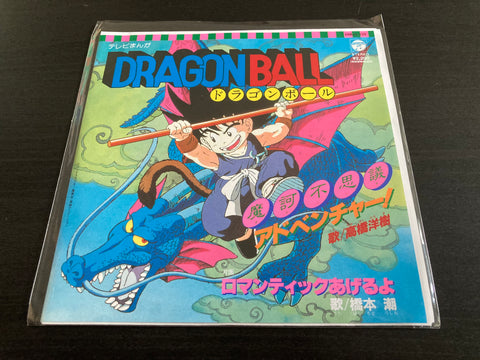 テレビまんが
DRAGONBALL
ドラゴンボール
魔訶不思議
アドベンチャー!
歌/高橋洋樹
ロマンティックあげるよ
歌/橋本 潮